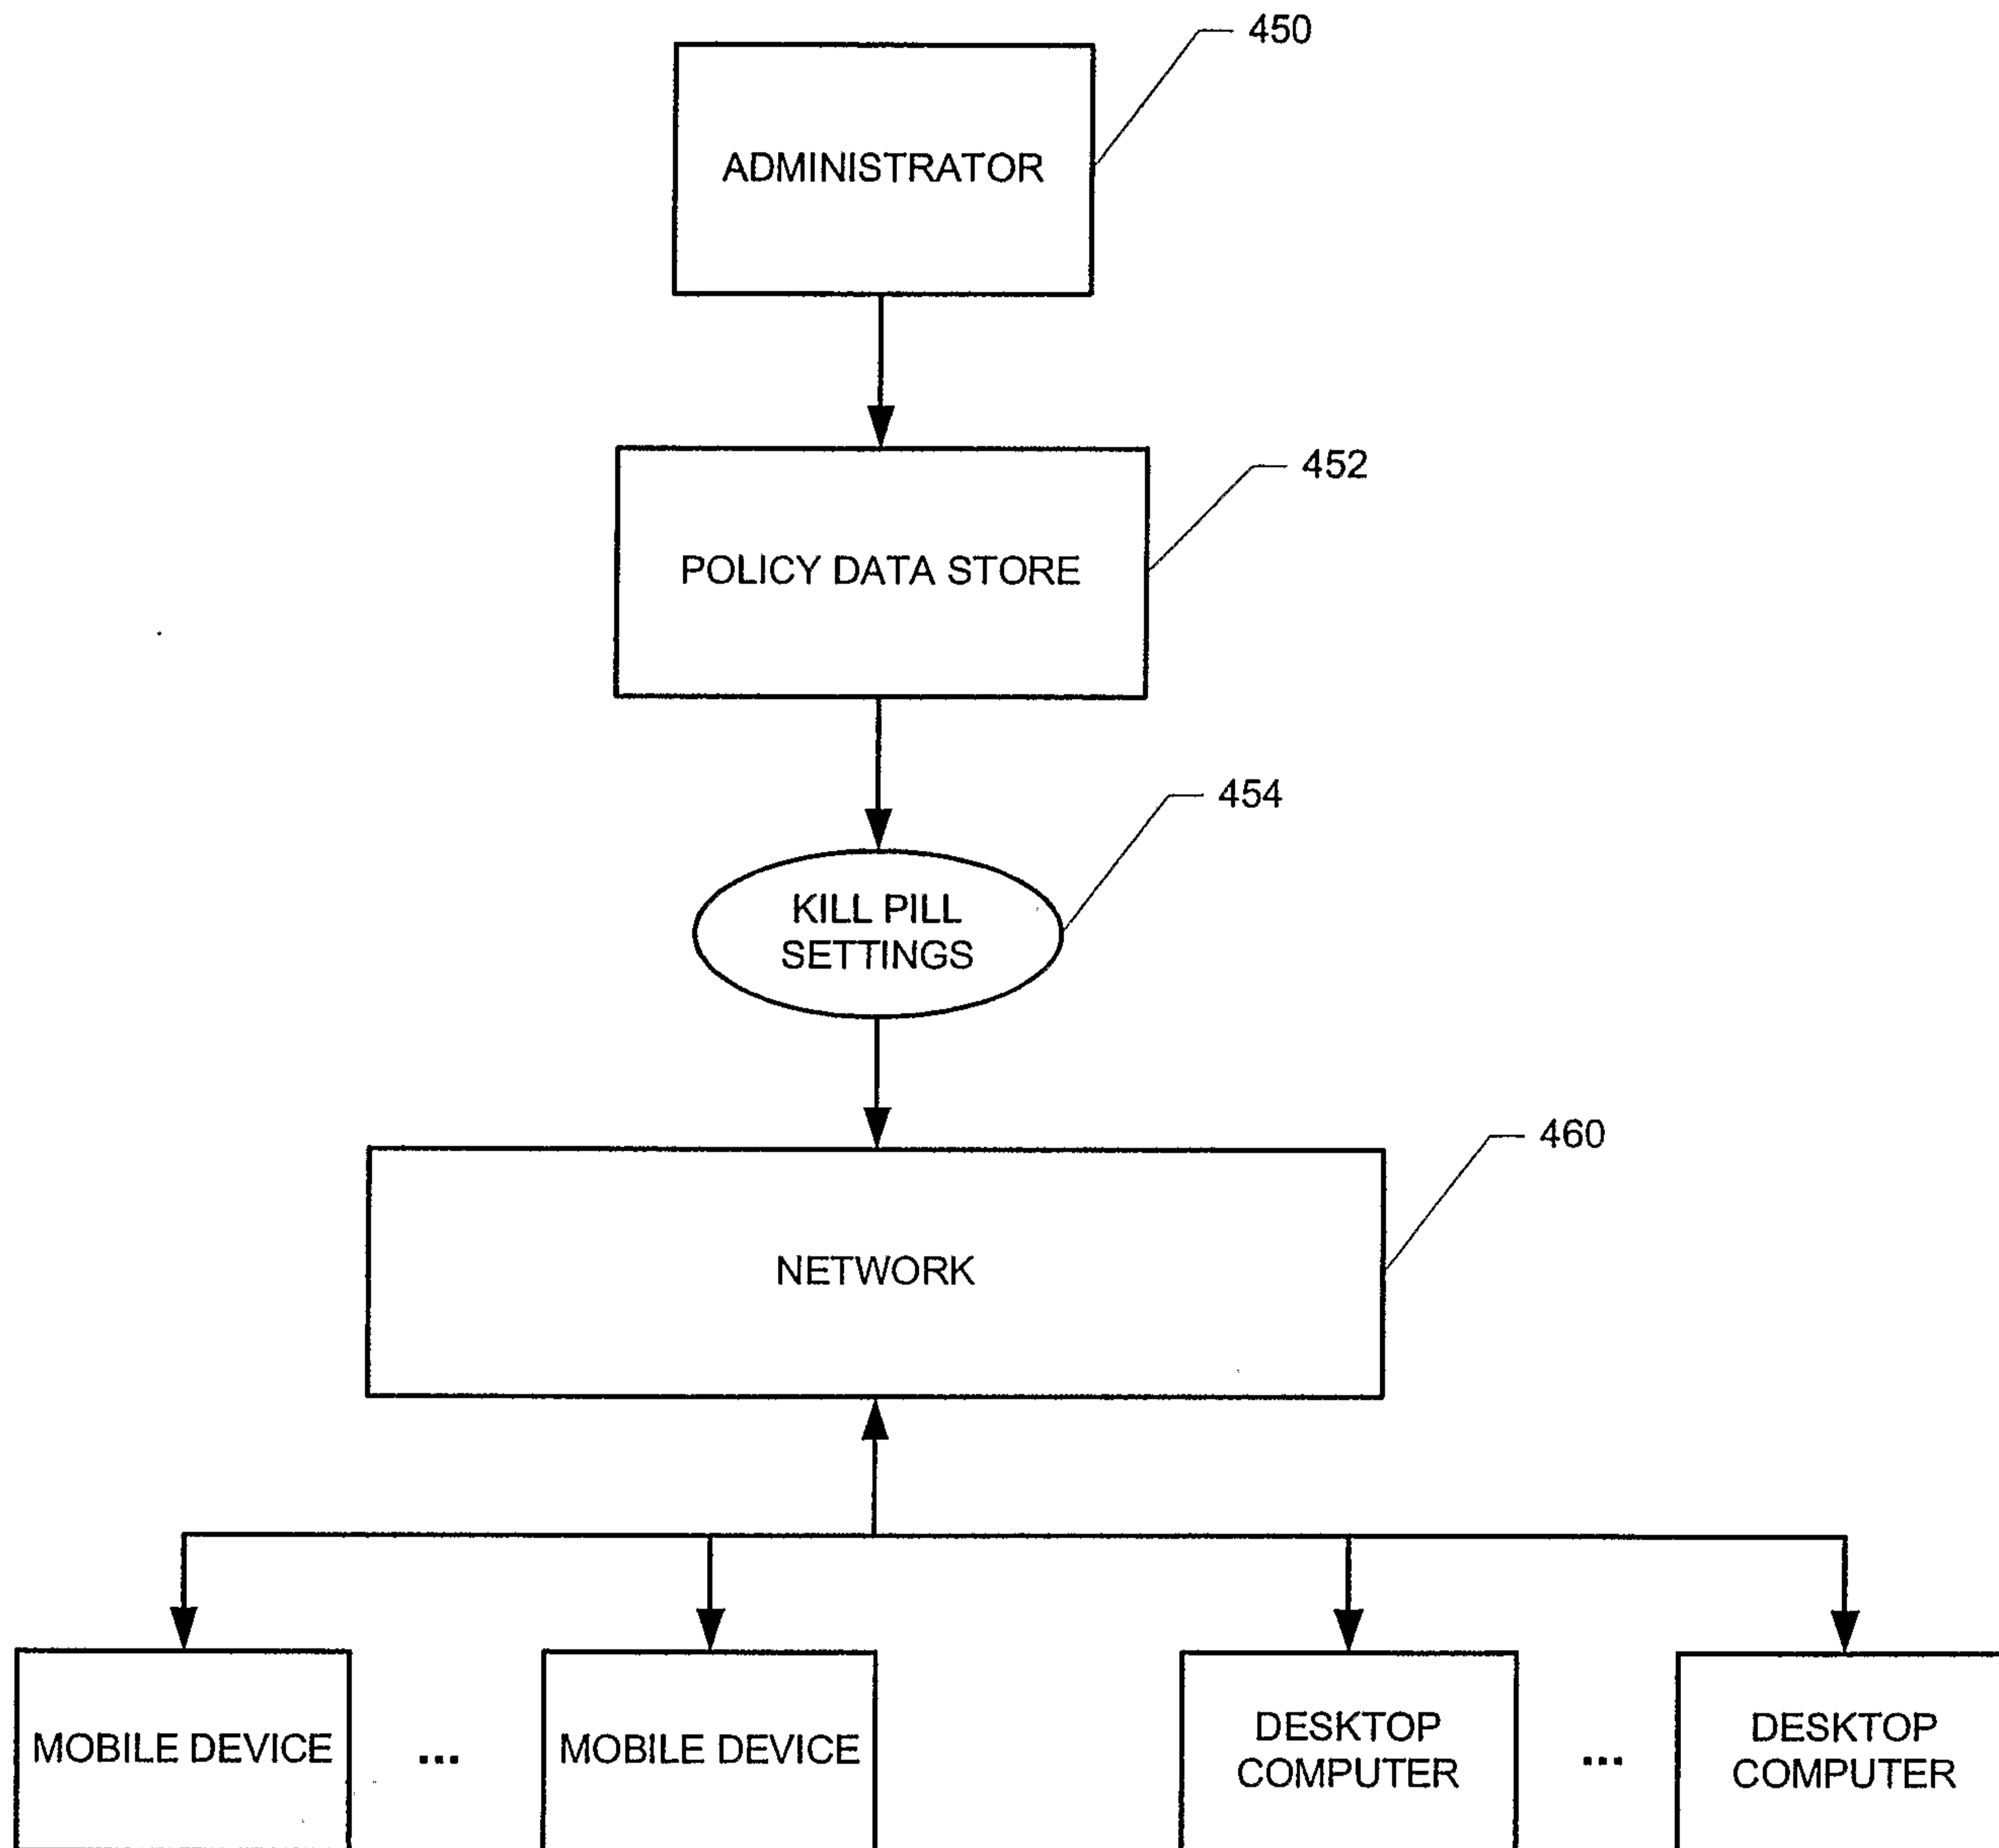 450
ADMINISTRATOR
452
POLICY DATA STORE
454
KILL PILL
SETTINGS
460
NETWORK
MOBILE DEVICE
...
MOBILE DEVICE
DESKTOP
COMPUTER
...
DESKTOP
COMPUTER